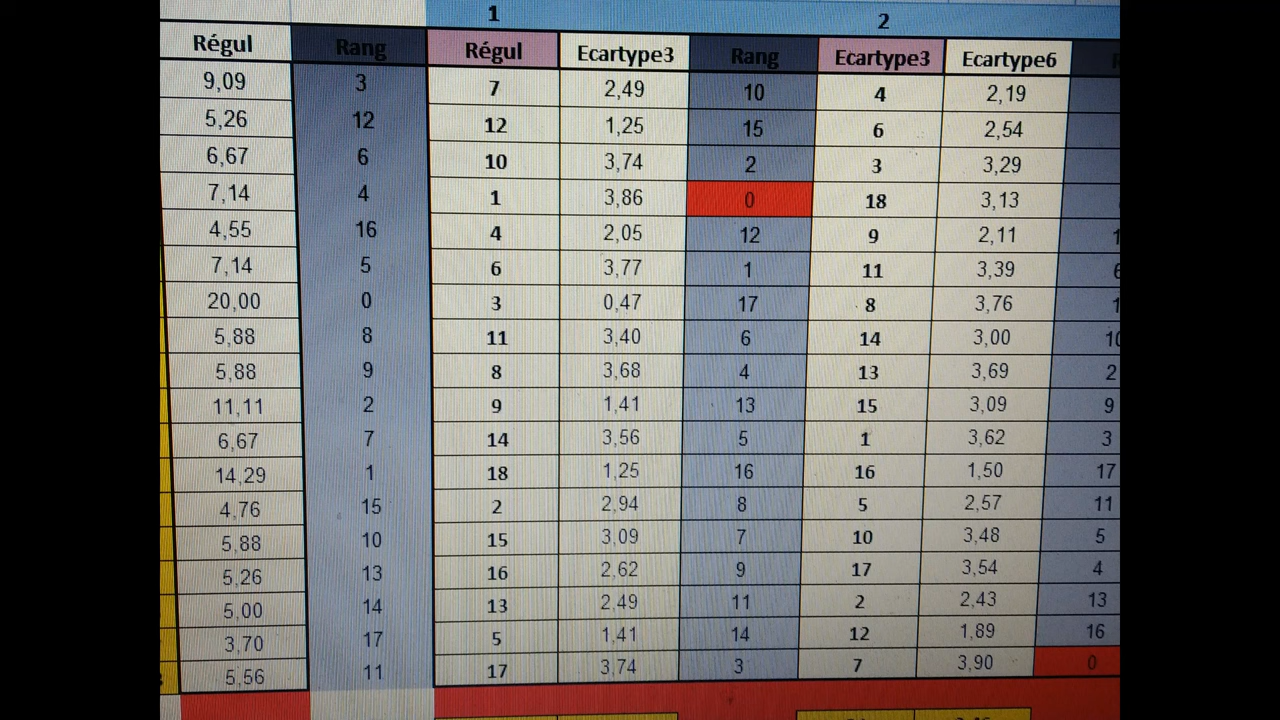 1 2
Régul Rang Régul Ecartype3 Rang Ecartype3 Ecartype6
9,09 3 7 2,49 10 4 2,19
5,26 12 12 1,25 15 6 2,54
6,67 6 10 3,74 2 3 3,29
7,14 4 1 3,86 0 18 3,13
4,55 16 4 2,05 12 9 2,11
7,14 5 6 3,77 1 11 3,39
20,00 0 3 0,47 17 8 3,76
5,88 8 11 3,40 6 14 3,00 10
5,88 9 8 3,68 4 13 3,69 2
11,11 2 9 1,41 13 15 3,09 9
6,67 7 14 3,56 5 1 3,62 3
14,29 1 18 1,25 16 16 1,50 17
4,76 15 2 2,94 8 5 2,57 11
5,88 10 15 3,09 7 10 3,48 5
5,26 13 16 2,62 9 17 3,54 4
5,00 14 13 2,49 11 2 2,43 13
3,70 17 5 1,41 14 12 1,89 16
5,56 11 17 3,74 3 7 3,90 0